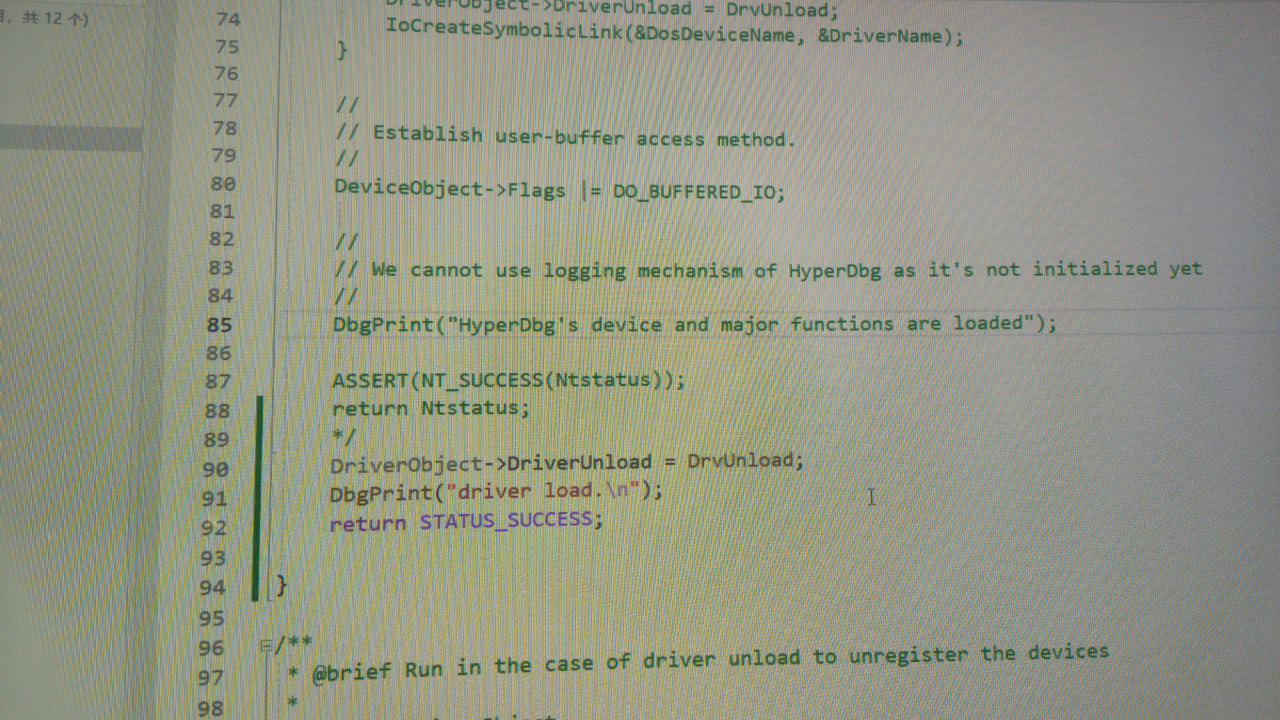 共 12 个)
74 DriverObject->DriverUnload = DrvUnload;
75 IoCreateSymbolicLink(&DosDeviceName, &DriverName);
76 }
77
78 //
79 // Establish user-buffer access method.
80 //
81 DeviceObject->Flags |= DO_BUFFERED_IO;
82
83 //
84 // We cannot use logging mechanism of HyperDbg as it's not initialized yet
85 //
86 DbgPrint("HyperDbg's device and major functions are loaded");
87
88 ASSERT(NT_SUCCESS(Ntstatus));
89 return Ntstatus;
90 */
91 DriverObject->DriverUnload = DrvUnload;
92 DbgPrint("driver load.\n");
93 return STATUS_SUCCESS;
94 }
95
96 /**
97 * @brief Run in the case of driver unload to unregister the devices
98 *